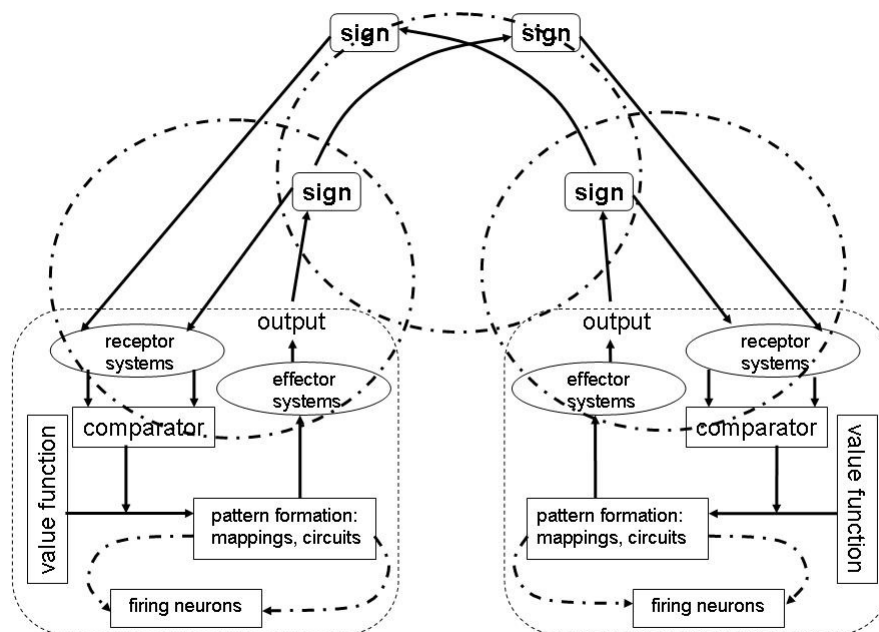 sign
sign
sign
sign
output
output
receptor
systems
receptor
systems
effector
systems
effector
systems
comparator
comparator
value function
value function
pattern formation:
mappings, circuits
pattern formation:
mappings, circuits
firing neurons
firing neurons